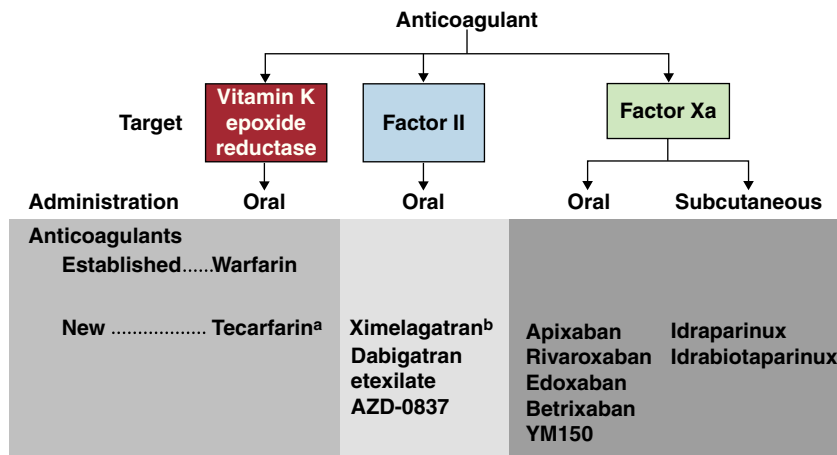 Anticoagulant
Target
Vitamin K
epoxide
reductase
Factor II
Factor Xa
Administration Oral Oral Oral Subcutaneous
Anticoagulants
Established......Warfarin
New .................. Tecarfarinᵃ
Ximelagatranᵇ
Dabigatran
etexilate
AZD-0837
Apixaban
Rivaroxaban
Edoxaban
Betrixaban
YM150
Idraparinux
Idrabiotaparinux